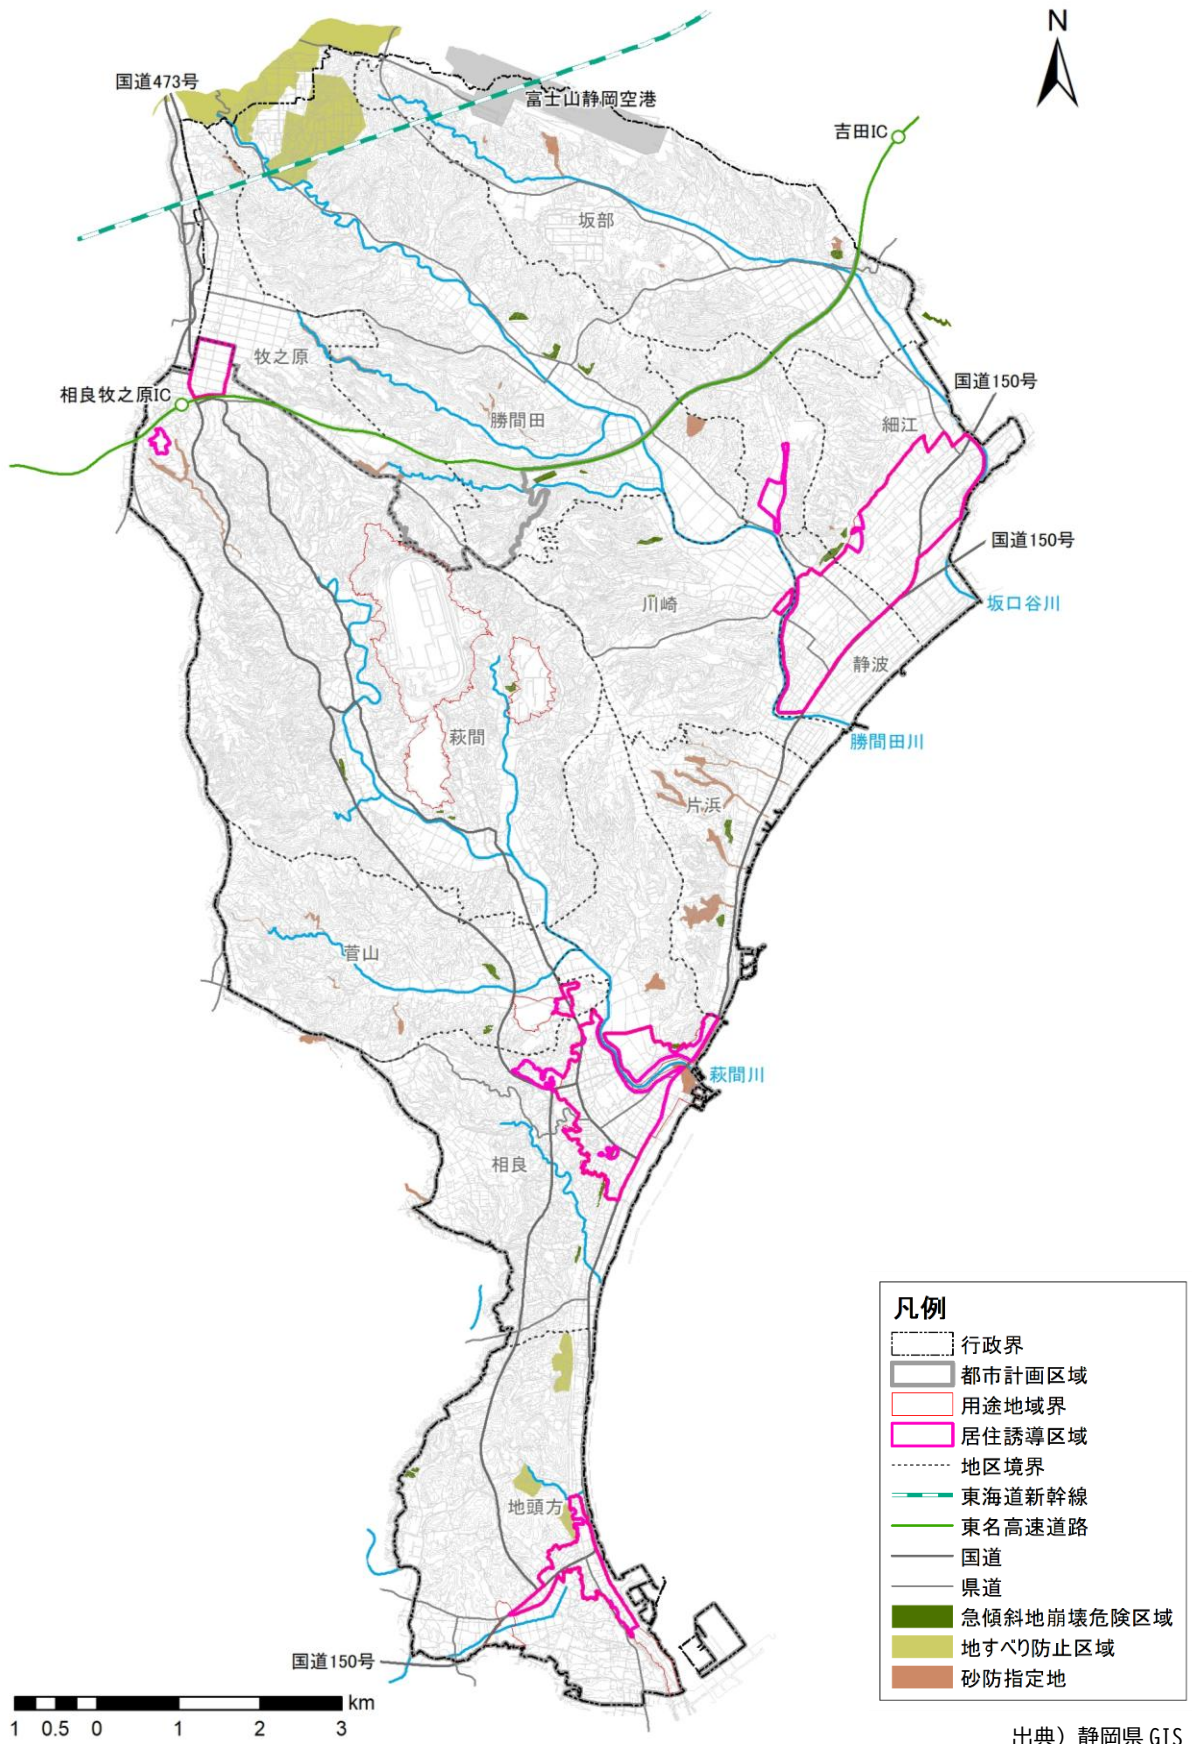 N
国道473号
富士山静岡空港
吉田IC
坂部
牧之原
国道150号
相良牧之原IC
勝間田
細江
国道150号
坂口谷川
川崎
静波
萩間
勝間田川
片浜
菅山
萩間川
相良
地頭方
国道150号
km
1 0.5 0 1 2 3
凡例
行政界
都市計画区域
用途地域界
居住誘導区域
地区境界
東海道新幹線
東名高速道路
国道
県道
急傾斜地崩壊危険区域
地すべり防止区域
砂防指定地
出典）静岡県 GIS